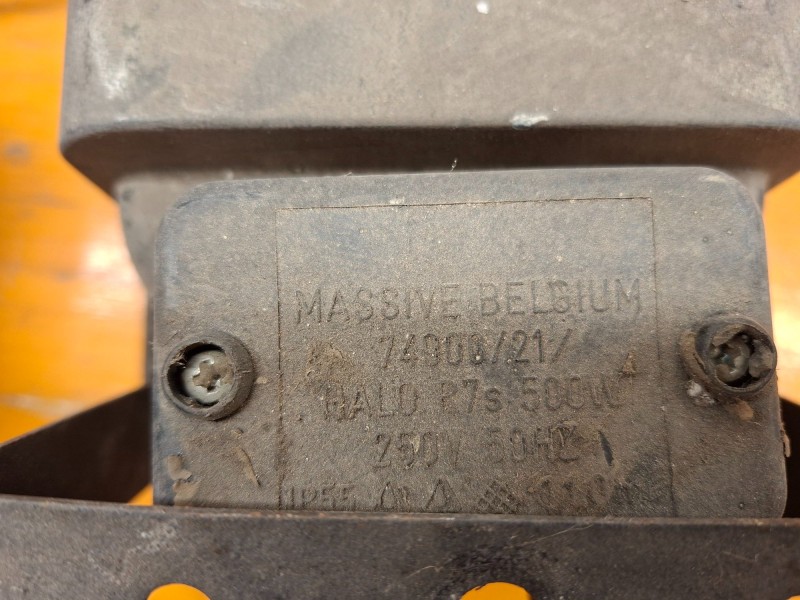 MASSIVE BELGIUM
74900/21/
HALO R7s 500W
250V 50HZ
IP55